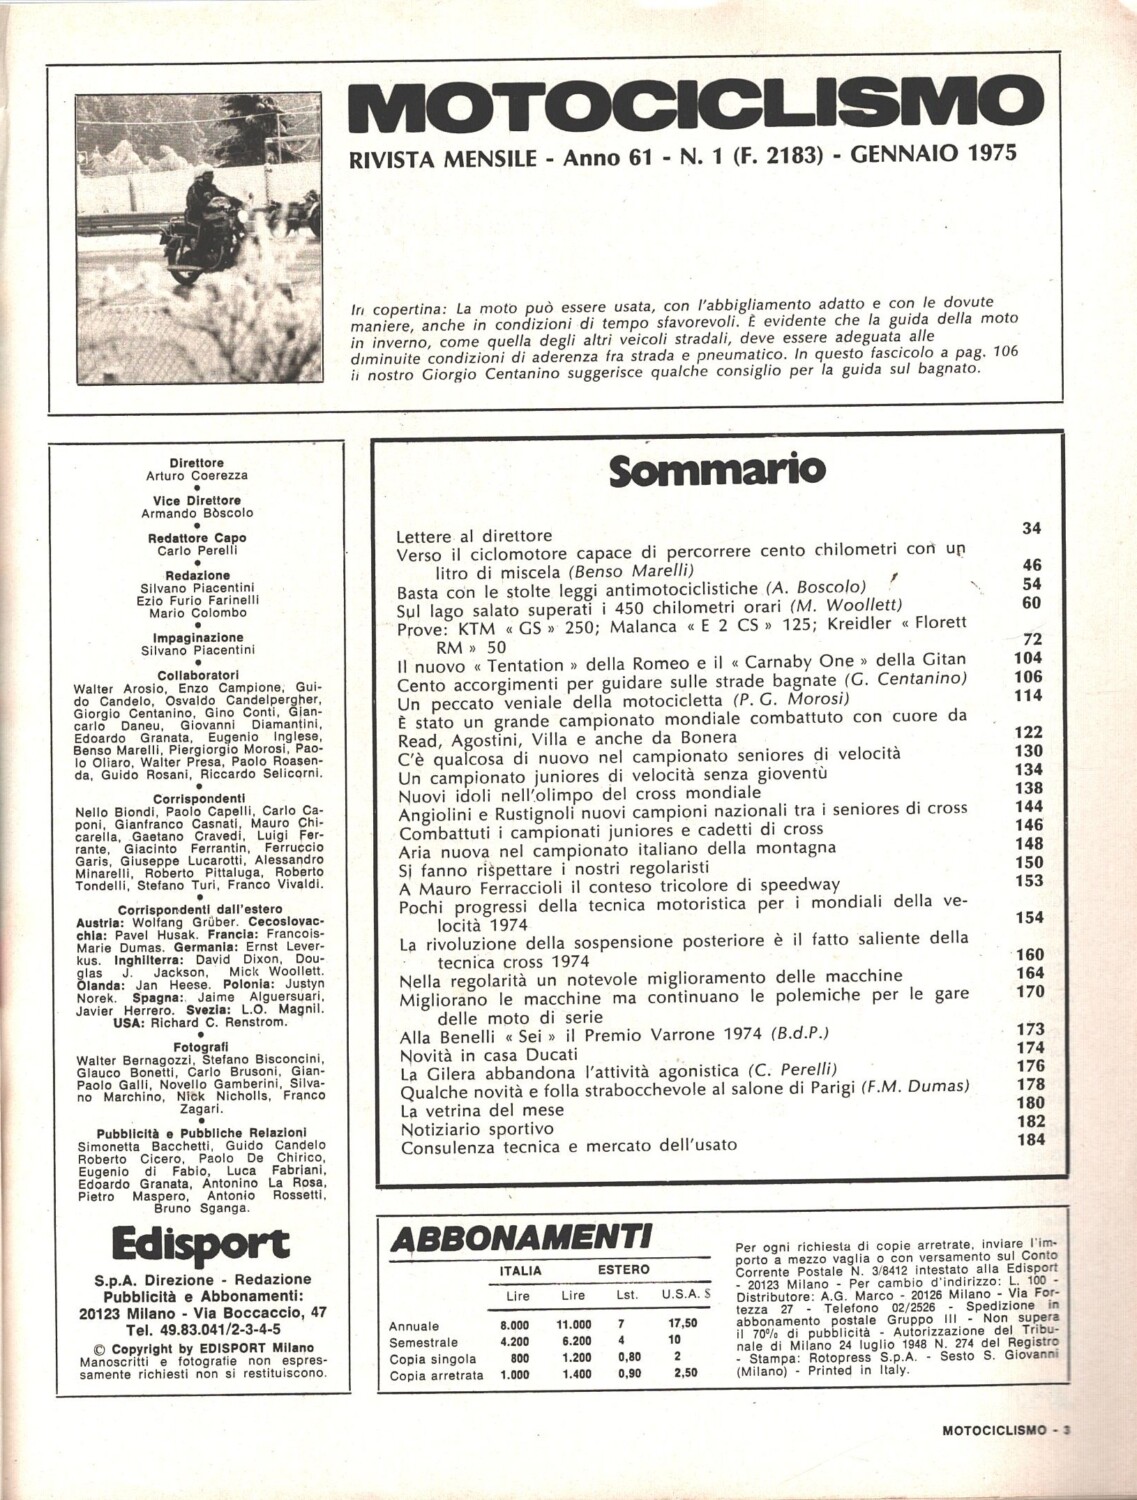 MOTOCICLISMO
RIVISTA MENSILE - Anno 61 - N. 1 (F. 2183) - GENNAIO 1975
In copertina: La moto può essere usata, con l'abbigliamento adatto e con le dovute
maniere, anche in condizioni di tempo sfavorevoli. È evidente che la guida della moto
in inverno, come quella degli altri veicoli stradali, deve essere adeguata alle
diminuite condizioni di aderenza fra strada e pneumatico. In questo fascicolo a pag. 106
il nostro Giorgio Centanino suggerisce qualche consiglio per la guida sul bagnato.
Direttore
Arturo Coerezza
•
Vice Direttore
Armando Bòscolo
•
Redattore Capo
Carlo Perelli
•
Redazione
Silvano Piacentini
Ezio Furio Farinelli
Mario Colombo
•
Impaginazione
Silvano Piacentini
•
Collaboratori
Walter Arosio, Enzo Campione, Gui-
do Candelo, Osvaldo Candelpergher,
Giorgio Centanino, Gino Conti, Gian-
carlo Daneu, Giovanni Diamantini,
Edoardo Granata, Eugenio Inglese,
Benso Marelli, Piergiorgio Morosi, Pao-
lo Oliaro, Walter Presa, Paolo Roasen-
da, Guido Rosani, Riccardo Selicorni.
•
Corrispondenti
Nello Biondi, Paolo Capelli, Carlo Ca-
poni, Gianfranco Casnati, Mauro Chi-
carella, Gaetano Cravedi, Luigi Fer-
rante, Giacinto Ferrantin, Ferruccio
Garis, Giuseppe Lucarotti, Alessandro
Minarelli, Roberto Pittaluga, Roberto
Tondelli, Stefano Turi, Franco Vivaldi.
•
Corrispondenti dall'estero
Austria: Wolfang Grüber. Cecoslovac-
chia: Pavel Husak. Francia: Francois-
Marie Dumas. Germania: Ernst Lever-
kus. Inghilterra: David Dixon, Dou-
glas J. Jackson, Mick Woollett.
Olanda: Jan Heese. Polonia: Justyn
Norek. Spagna: Jaime Alguersuari,
Javier Herrero. Svezia: L.O. Magnil.
USA: Richard C. Renstrom.
•
Fotografi
Walter Bernagozzi, Stefano Bisconcini,
Glauco Bonetti, Carlo Brusoni, Gian-
Paolo Galli, Novello Gamberini, Silva-
no Marchino, Nick Nicholls, Franco
Zagari.
•
Pubblicità e Pubbliche Relazioni
Simonetta Bacchetti, Guido Candelo
Roberto Cicero, Paolo De Chirico,
Eugenio di Fabio, Luca Fabriani,
Edoardo Granata, Antonino La Rosa,
Pietro Maspero, Antonio Rossetti,
Bruno Sganga.
Edisport
S.p.A. Direzione - Redazione
Pubblicità e Abbonamenti:
20123 Milano - Via Boccaccio, 47
Tel. 49.83.041/2-3-4-5
© Copyright by EDISPORT Milano
Manoscritti e fotografie non espres-
samente richiesti non si restituiscono.
Sommario
Lettere al direttore 34
Verso il ciclomotore capace di percorrere cento chilometri con un
litro di miscela (Benso Marelli) 46
Basta con le stolte leggi antimotociclistiche (A. Boscolo) 54
Sul lago salato superati i 450 chilometri orari (M. Woollett) 60
Prove: KTM « GS » 250; Malanca « E 2 CS » 125; Kreidler « Florett
RM » 50 72
Il nuovo « Tentation » della Romeo e il « Carnaby One » della Gitan 104
Cento accorgimenti per guidare sulle strade bagnate (G. Centanino) 106
Un peccato veniale della motocicletta (P. G. Morosi) 114
È stato un grande campionato mondiale combattuto con cuore da
Read, Agostini, Villa e anche da Bonera 122
C'è qualcosa di nuovo nel campionato seniores di velocità 130
Un campionato juniores di velocità senza gioventù 134
Nuovi idoli nell'olimpo del cross mondiale 138
Angiolini e Rustignoli nuovi campioni nazionali tra i seniores di cross 144
Combattuti i campionati juniores e cadetti di cross 146
Aria nuova nel campionato italiano della montagna 148
Si fanno rispettare i nostri regolaristi 150
A Mauro Ferraccioli il conteso tricolore di speedway 153
Pochi progressi della tecnica motoristica per i mondiali della ve-
locità 1974 154
La rivoluzione della sospensione posteriore è il fatto saliente della
tecnica cross 1974 160
Nella regolarità un notevole miglioramento delle macchine 164
Migliorano le macchine ma continuano le polemiche per le gare 170
delle moto di serie
Alla Benelli « Sei » il Premio Varrone 1974 (B.d.P.) 173
Novità in casa Ducati 174
La Gilera abbandona l'attività agonistica (C. Perelli) 176
Qualche novità e folla strabocchevole al salone di Parigi (F.M. Dumas) 178
La vetrina del mese 180
Notiziario sportivo 182
Consulenza tecnica e mercato dell'usato 184
ABBONAMENTI
ITALIA ESTERO
Lire Lire Lst. U.S.A. $
Annuale 8.000 11.000 7 17,50
Semestrale 4.200 6.200 4 10
Copia singola 800 1.200 0,80 2
Copia arretrata 1.000 1.400 0,90 2,50
Per ogni richiesta di copie arretrate, inviare l'im-
porto a mezzo vaglia o con versamento sul Conto
Corrente Postale N. 3/8412 intestato alla Edisport
- 20123 Milano - Per cambio d'indirizzo: L. 100 -
Distributore: A.G. Marco - 20126 Milano - Via For-
tezza 27 - Telefono 02/2526 - Spedizione in
abbonamento postale Gruppo III - Non supera
il 70% di pubblicità - Autorizzazione del Tribu-
nale di Milano 24 luglio 1948 N. 274 del Registro
- Stampa: Rotopress S.p.A. - Sesto S. Giovanni
(Milano) - Printed in Italy.
MOTOCICLISMO - 3